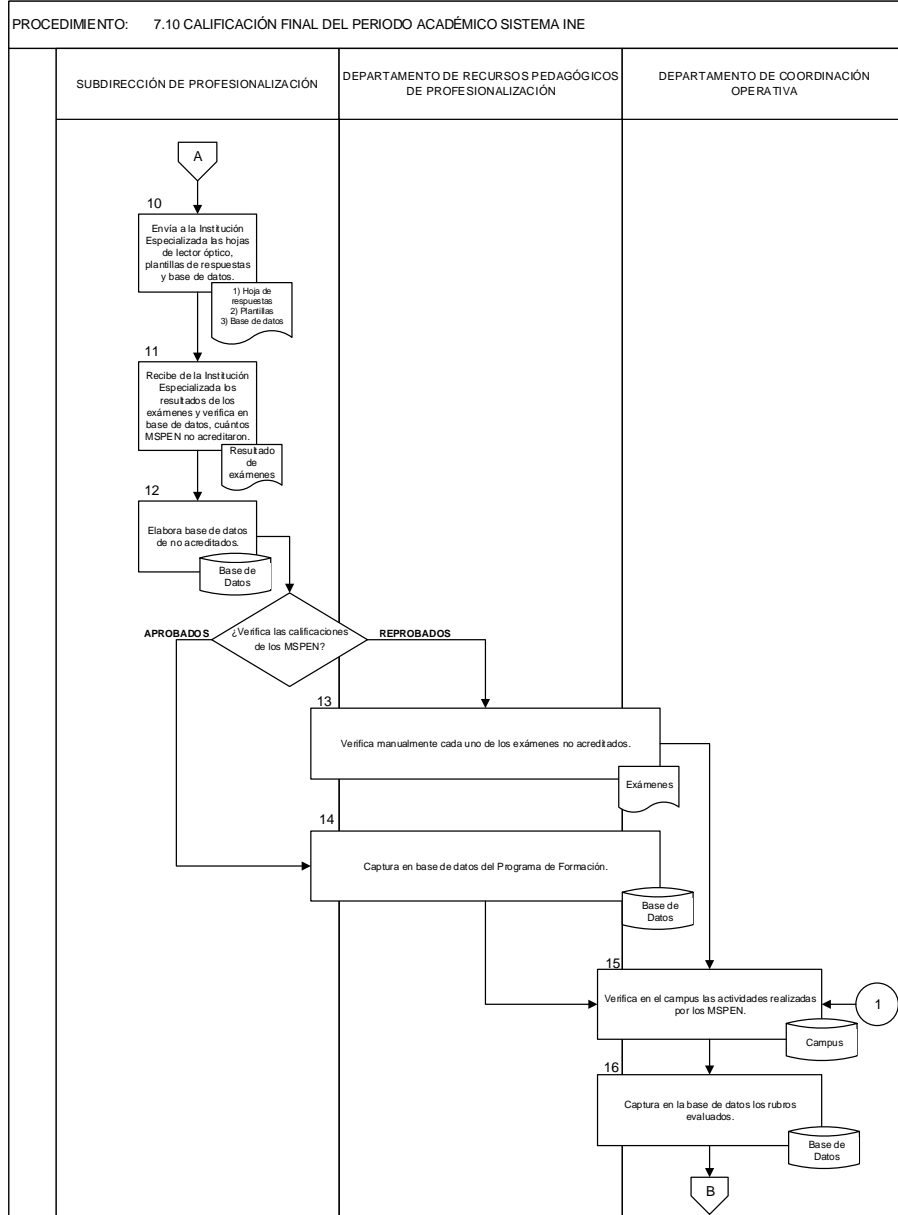 PROCEDIMIENTO: 7.10 CALIFICACIÓN FINAL DEL PERIODO ACADÉMICO SISTEMA INE
SUBDIRECCIÓN DE PROFESIONALIZACIÓN
DEPARTAMENTO DE RECURSOS PEDAGÓGICOS
DE PROFESIONALIZACIÓN
DEPARTAMENTO DE COORDINACIÓN
OPERATIVA
A
10
Envía a la Institución
Especializada las hojas
de lector óptico,
plantillas de respuestas
y base de datos.
1) Hoja de
respuestas
2) Plantillas
3) Base de datos
11
Recibe de la Institución
Especializada los
resultados de los
exámenes y verifica en
base de datos, cuántos
MSPEN no acreditaron.
Resultado
de
exámenes
12
Elabora base de datos
de no acreditados.
Base de
Datos
APROBADOS
¿Verifica las calificaciones
de los MSPEN?
REPROBADOS
13
Verifica manualmente cada uno de los exámenes no acreditados.
Exámenes
14
Captura en base de datos del Programa de Formación.
Base de
Datos
15
Verifica en el campus las actividades realizadas
por los MSPEN.
1
Campus
16
Captura en la base de datos los rubros
evaluados.
Base de
Datos
B